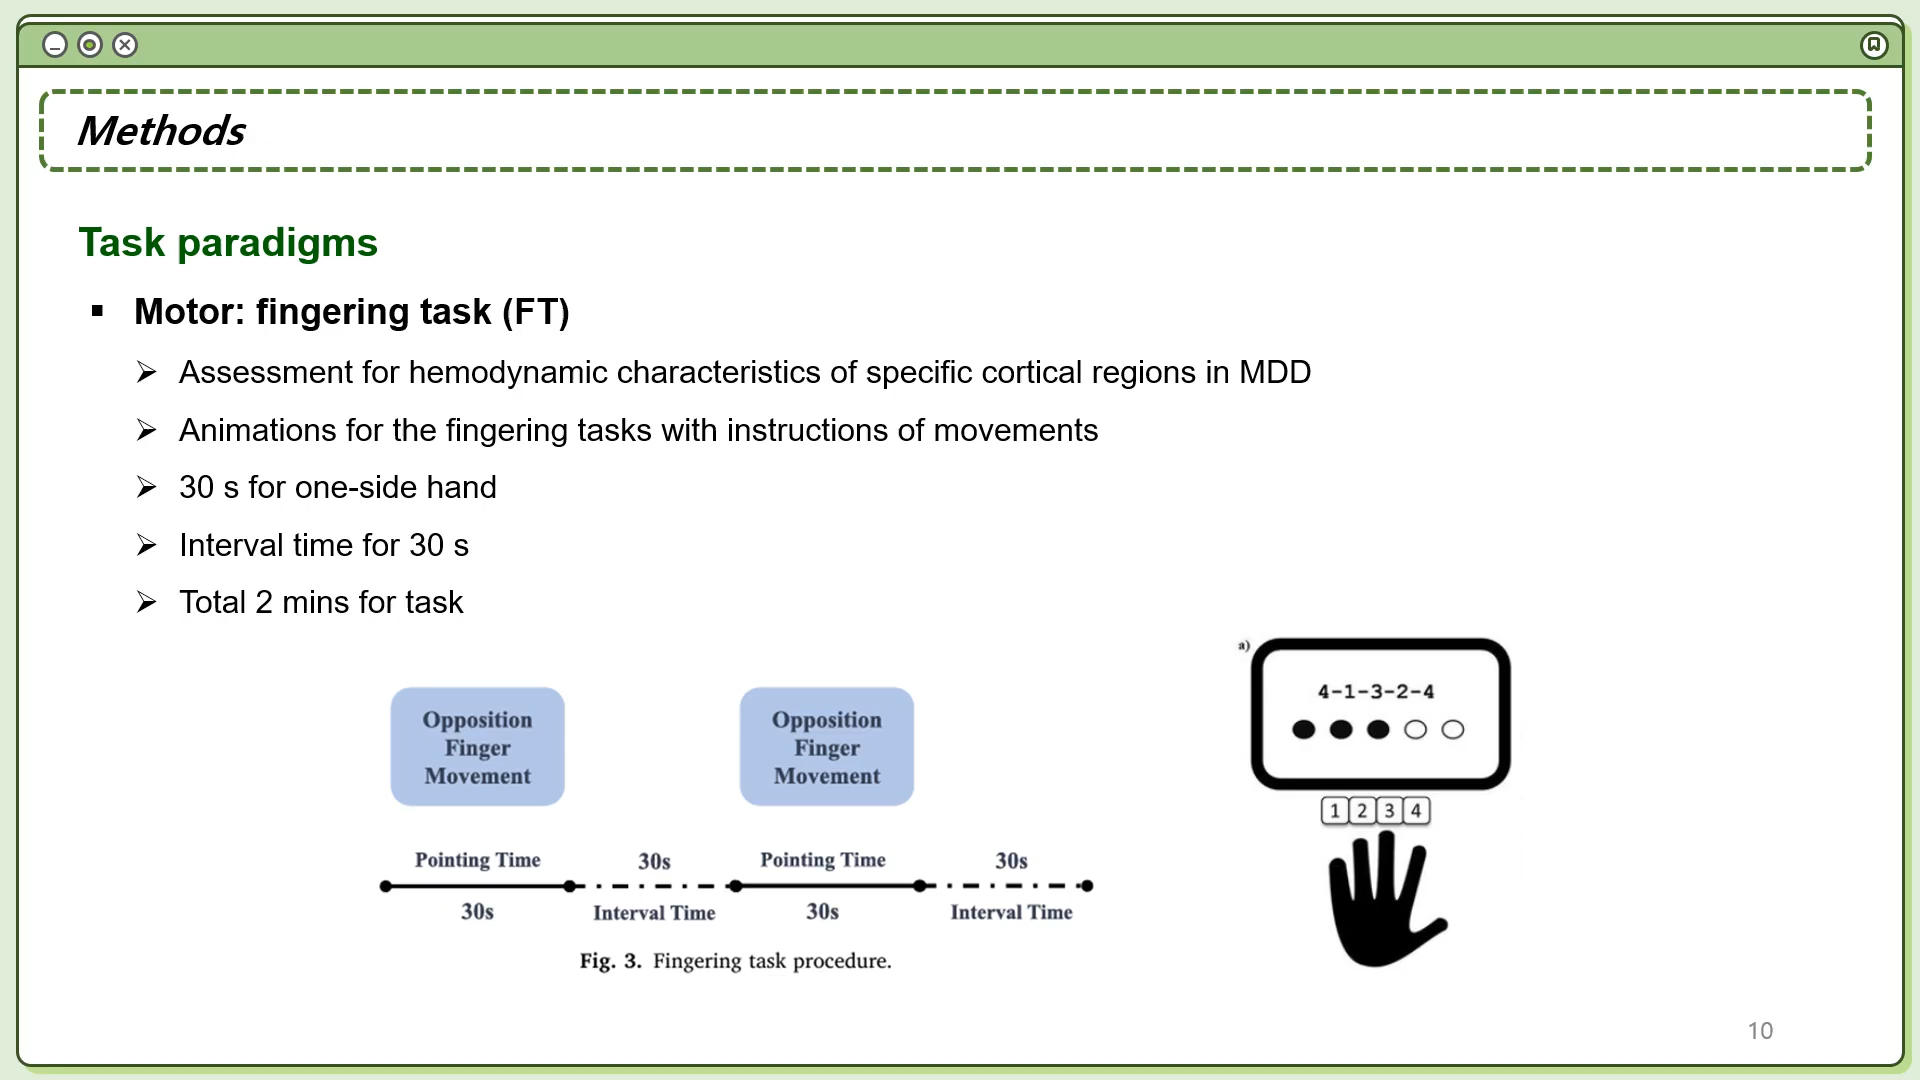 Methods
Task paradigms
▪ Motor: fingering task (FT)
➢ Assessment for hemodynamic characteristics of specific cortical regions in MDD
➢ Animations for the fingering tasks with instructions of movements
➢ 30 s for one-side hand
➢ Interval time for 30 s
➢ Total 2 mins for task
Opposition
Finger
Movement
Opposition
Finger
Movement
Pointing Time
30s
Pointing Time
30s
30s
Interval Time
30s
Interval Time
Fig. 3. Fingering task procedure.
a)
4-1-3-2-4
1 2 3 4
10